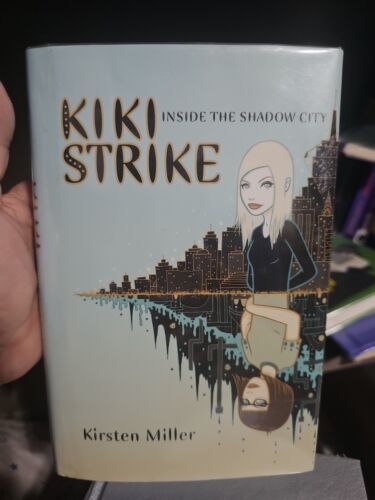 KIKI INSIDE THE SHADOW CITY
STRIKE
Kirsten Miller